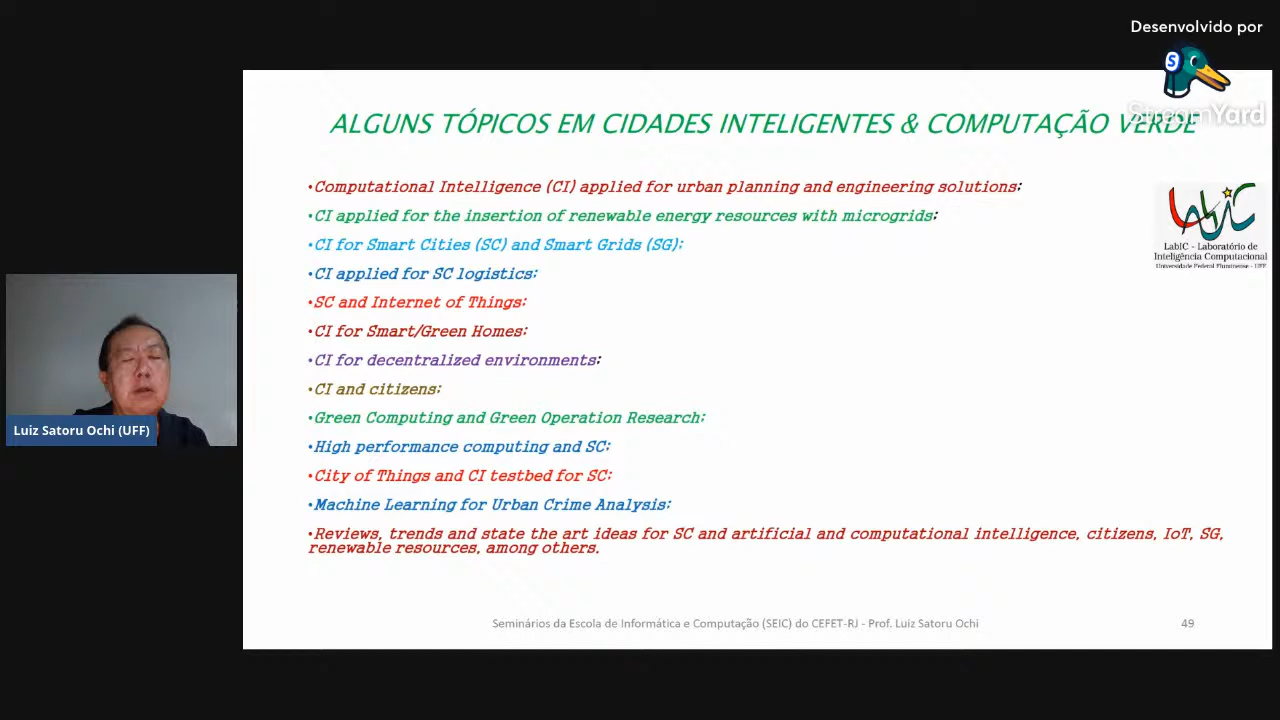 Desenvolvido por
StreamYard
ALGUNS TÓPICOS EM CIDADES INTELIGENTES & COMPUTAÇÃO VERDE
•Computational Intelligence (CI) applied for urban planning and engineering solutions;
•CI applied for the insertion of renewable energy resources with microgrids;
•CI for Smart Cities (SC) and Smart Grids (SG);
•CI applied for SC logistics;
•SC and Internet of Things;
•CI for Smart/Green Homes;
•CI for decentralized environments;
•CI and citizens;
•Green Computing and Green Operation Research;
•High performance computing and SC;
•City of Things and CI testbed for SC;
•Machine Learning for Urban Crime Analysis;
•Reviews, trends and state the art ideas for SC and artificial and computational intelligence, citizens, IoT, SG,
renewable resources, among others.
LabIC
LabIC - Laboratório de
Inteligência Computacional
Universidade Federal Fluminense - UFF
Luiz Satoru Ochi (UFF)
Seminários da Escola de Informática e Computação (SEIC) do CEFET-RJ - Prof. Luiz Satoru Ochi
49